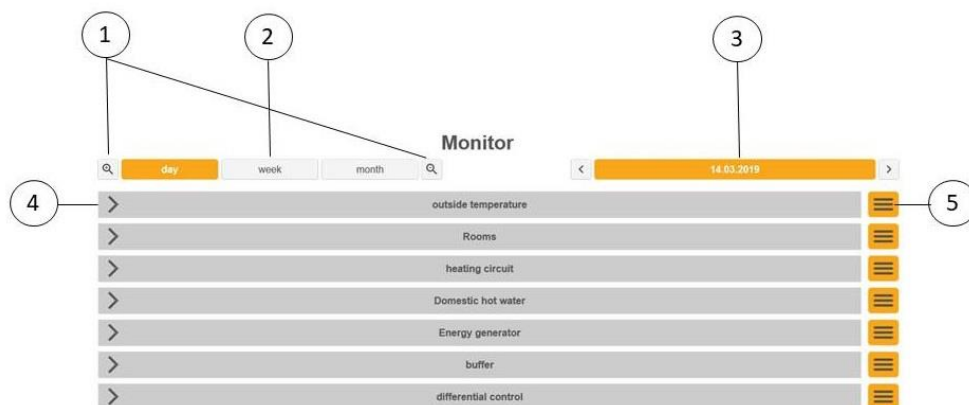 1
2
3
Monitor
day week month 14.03.2019
4 outside temperature 5
Rooms
heating circuit
Domestic hot water
Energy generator
buffer
differential control